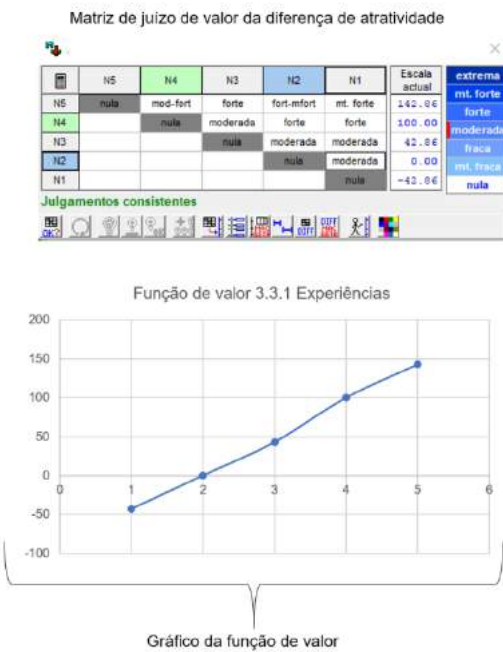 Matriz de juízo de valor da diferença de atratividade
N5 N4 N3 N2 N1 Escala actual extrema
N5 nula mod-fort forte fort-mfort mt. forte 142.86 mt. forte
N4 nula moderada forte forte 100.00 forte
N3 nula moderada moderada 42.86 moderada
N2 nula moderada 0.00 fraca
N1 nula -42.86 mt. fraca
nula
Julgamentos consistentes
OK? DIFF DIFF
Função de valor 3.3.1 Experiências
200
150
100
50
0
0 1 2 3 4 5 6
-50
-100
Gráfico da função de valor